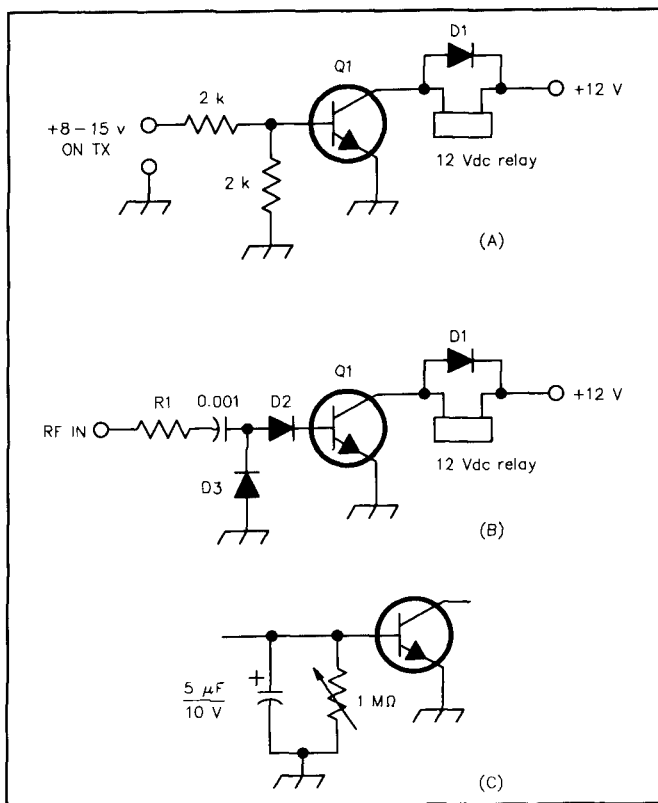 D1
Q1
+12 V
2 k
+8-15 v
ON TX
12 Vdc relay
2 k
(A)
D1
Q1
R1
0.001
D2
+12 V
RF IN
12 Vdc relay
D3
(B)
+
5 μF
10 V
1 MΩ
(C)